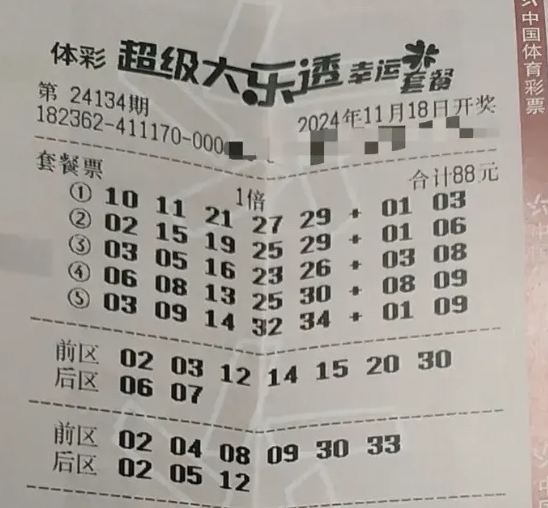 体彩 超级大乐透 幸运套餐
第 24134期
2024年11月18日开奖
182362-411170-000
套餐票 1倍 合计88元
① 10 11 21 27 29 + 01 03
② 02 15 19 25 29 + 01 06
③ 03 05 16 23 26 + 03 08
④ 06 08 13 25 30 + 08 09
⑤ 03 09 14 32 34 + 01 09
前区 02 03 12 14 15 20 30
后区 06 07
前区 02 04 08 09 30 33
后区 02 05 12
中国体育彩票